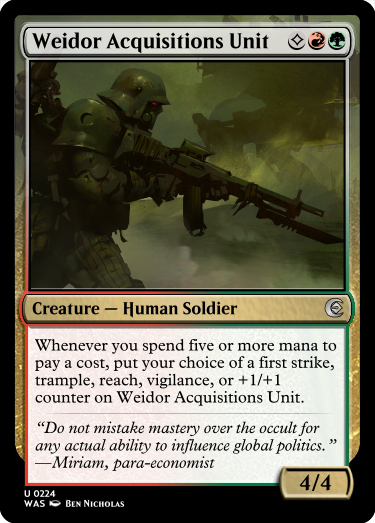 Weidor Acquisitions Unit
Creature — Human Soldier
Whenever you spend five or more mana to
pay a cost, put your choice of a first strike,
trample, reach, vigilance, or +1/+1
counter on Weidor Acquisitions Unit.
“Do not mistake mastery over the occult for
any actual ability to influence global politics.”
—Miriam, para-economist
4/4
U 0224
WAS Ben Nicholas